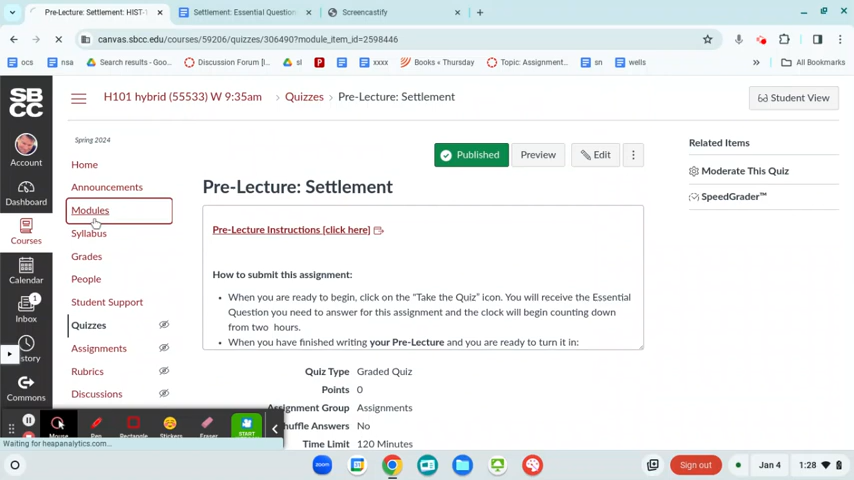 Pre-Lecture: Settlement: HIST-
Settlement: Essential Question
Screencastify
canvas.sbcc.edu/courses/59206/quizzes/306490?module_item_id=2598446
ocs
nsa
Search results - Goo...
Discussion Forum [I...
sl
xxxx
Books « Thursday
Topic: Assignment...
sn
wells
All Bookmarks
SB
CC
H101 hybrid (55533) W 9:35am
Quizzes
Pre-Lecture: Settlement
Student View
Account
Dashboard
Courses
Calendar
1
Inbox
story
Commons
Spring 2024
Home
Announcements
Modules
Syllabus
Grades
People
Student Support
Quizzes
Assignments
Rubrics
Discussions
Published
Preview
Edit
Pre-Lecture: Settlement
Pre-Lecture Instructions [click here]
How to submit this assignment:
• When you are ready to begin, click on the "Take the Quiz" icon. You will receive the Essential
Question you need to answer for this assignment and the clock will begin counting down
from two hours.
• When you have finished writing your Pre-Lecture and you are ready to turn it in:
Quiz Type Graded Quiz
Points 0
Assignment Group Assignments
huffle Answers No
Time Limit 120 Minutes
Related Items
Moderate This Quiz
SpeedGrader™
Mouse
Pen
Rectangle
Stickers
Eraser
START
Waiting for heapanalytics.com...
zoom
Sign out
Jan 4
1:28